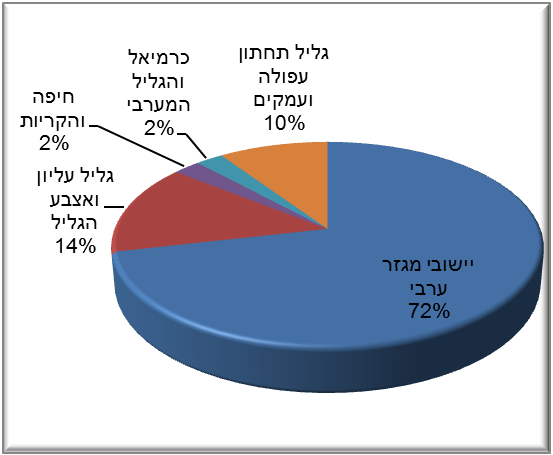 גליל תחתון
עפולה
ועמקים
10%
כרמיאל
והגליל
המערבי
2%
חיפה
והקריות
2%
גליל עליון
ואצבע
הגליל
14%
יישובי מגזר
ערבי
72%